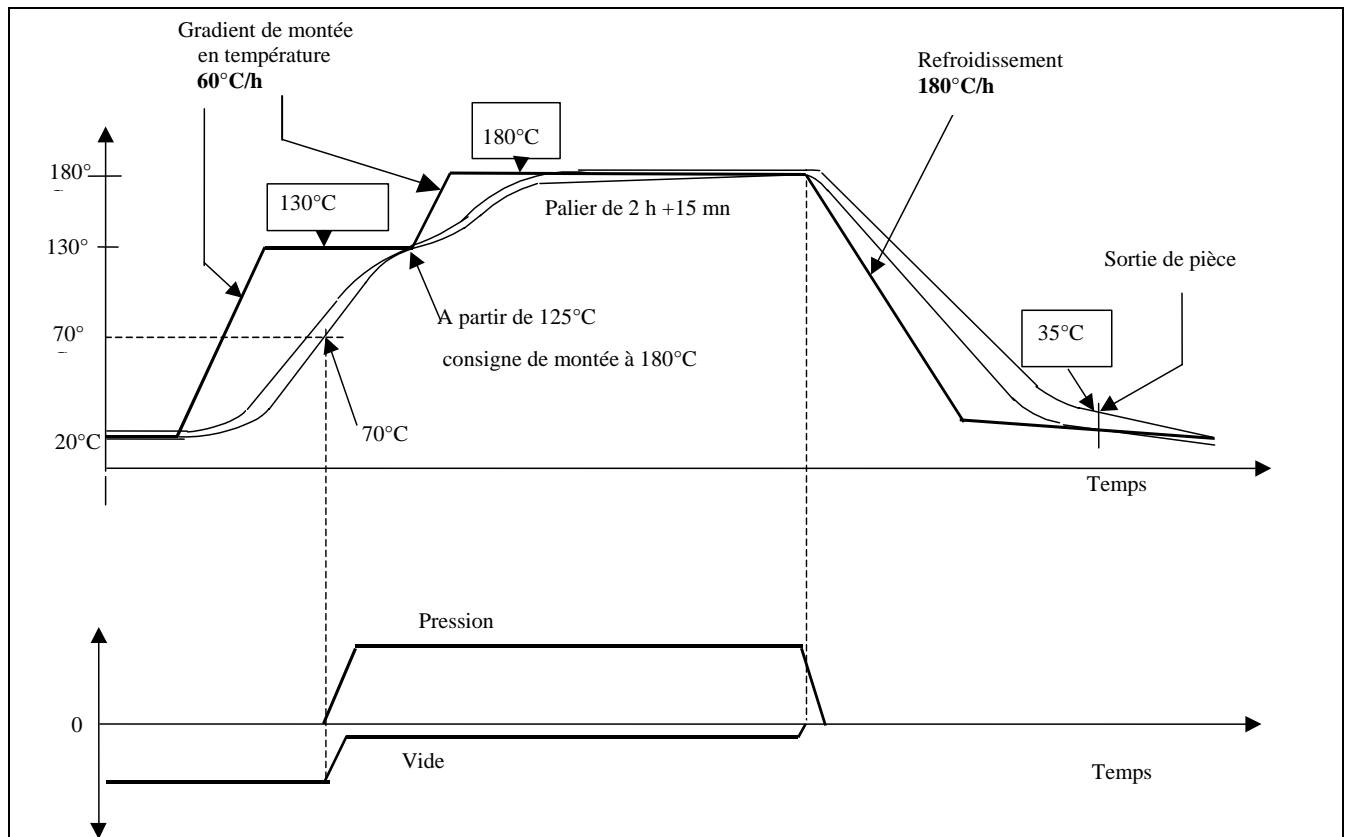 Gradient de montée
en température
60°C/h
Refroidissement
180°C/h
180°C
180°
130°C
Palier de 2 h +15 mn
130°
Sortie de pièce
A partir de 125°C
consigne de montée à 180°C
70°
35°C
70°C
20°C
Temps
Pression
0
Vide
Temps